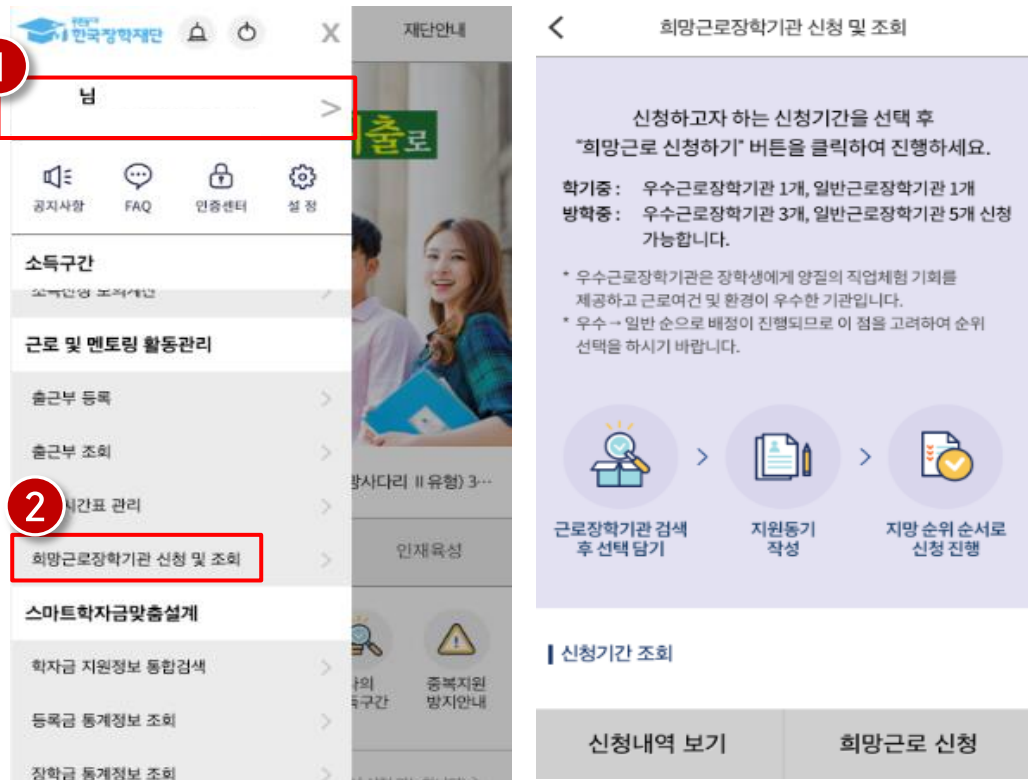 한국장학재단
X
재단안내
1
님
>
출로
공지사항
FAQ
인증센터
설 정
소득구간
근로 및 멘토링 활동관리
출근부 등록
>
출근부 조회
>
2
시간표 관리
>
희망근로장학기관 신청 및 조회
>
스마트학자금맞춤설계
학자금 지원정보 통합검색
>
등록금 통계정보 조회
>
장학금 통계정보 조회
>
사다리 Ⅱ유형) 3…
인재육성
구간
중복지원
방지안내
<
희망근로장학기관 신청 및 조회
신청하고자 하는 신청기간을 선택 후
"희망근로 신청하기" 버튼을 클릭하여 진행하세요.
학기중 : 우수근로장학기관 1개, 일반근로장학기관 1개
방학중 : 우수근로장학기관 3개, 일반근로장학기관 5개 신청
가능합니다.
* 우수근로장학기관은 장학생에게 양질의 직업체험 기회를
제공하고 근로여건 및 환경이 우수한 기관입니다.
* 우수→일반 순으로 배정이 진행되므로 이 점을 고려하여 순위
선택을 하시기 바랍니다.
>
>
근로장학기관 검색
후 선택 담기
지원동기
작성
지망 순위 순서로
신청 진행
신청기간 조회
신청내역 보기
희망근로 신청